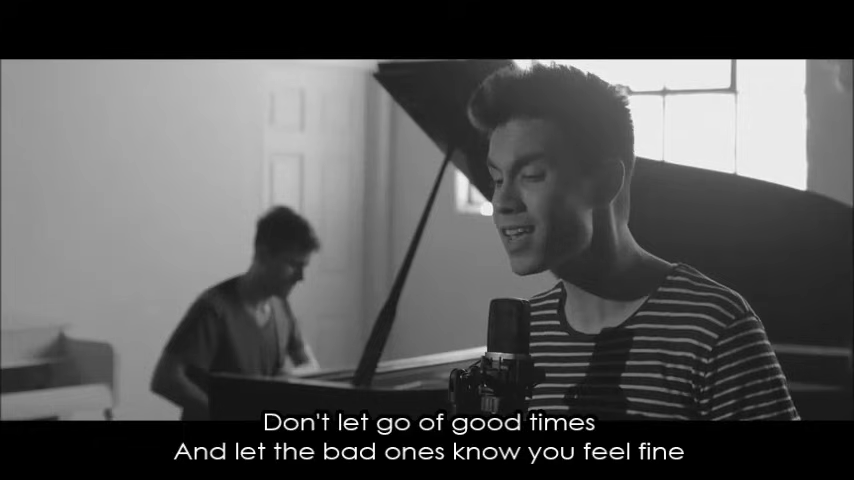 Don't let go of good times
And let the bad ones know you feel fine